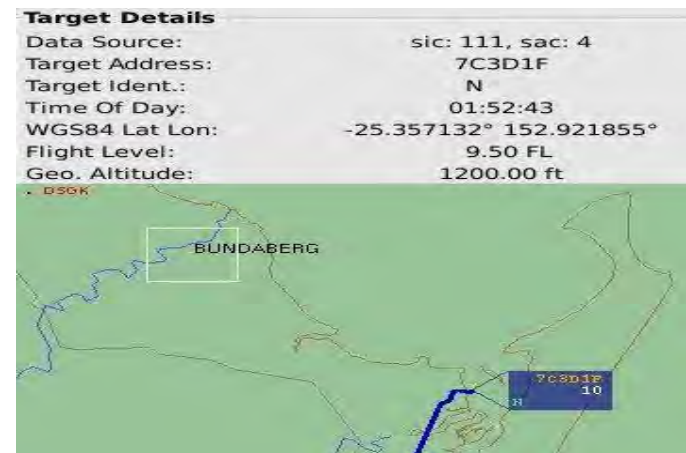 Target Details
Data Source: sic: 111, sac: 4
Target Address: 7C3D1F
Target Ident.: N
Time Of Day: 01:52:43
WGS84 Lat Lon: -25.357132° 152.921855°
Flight Level: 9.50 FL
Geo. Altitude: 1200.00 ft
DSGK
BUNDABERG
7C3D1F
10
N